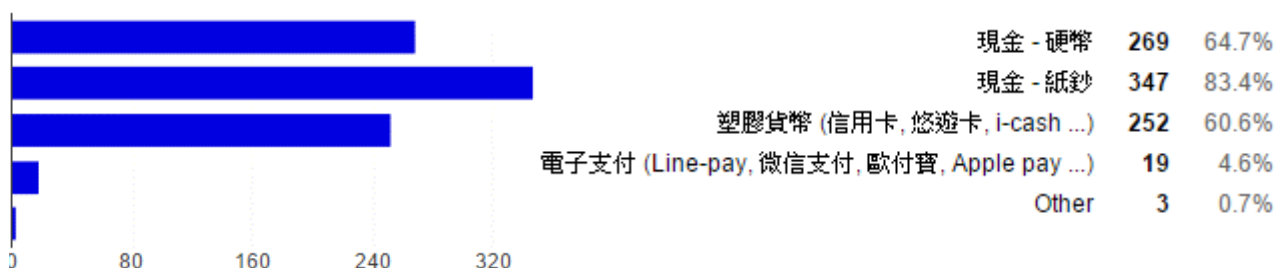 現金 - 硬幣 269 64.7%
現金 - 紙鈔 347 83.4%
塑膠貨幣 (信用卡, 悠遊卡, i-cash ...) 252 60.6%
電子支付 (Line-pay, 微信支付, 歐付寶, Apple pay ...) 19 4.6%
Other 3 0.7%
0 80 160 240 320